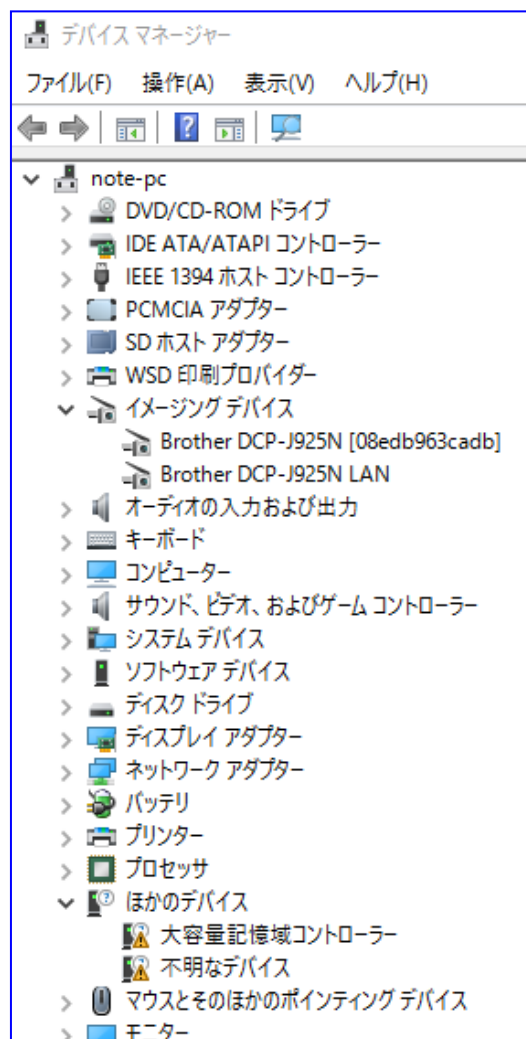 デバイス マネージャー
ファイル(F) 操作(A) 表示(V) ヘルプ(H)
note-pc
DVD/CD-ROM ドライブ
IDE ATA/ATAPI コントローラー
IEEE 1394 ホスト コントローラー
PCMCIA アダプター
SD ホスト アダプター
WSD 印刷プロバイダー
イメージング デバイス
Brother DCP-J925N [08edb963cadb]
Brother DCP-J925N LAN
オーディオの入力および出力
キーボード
コンピューター
サウンド、ビデオ、およびゲーム コントローラー
システム デバイス
ソフトウェア デバイス
ディスク ドライブ
ディスプレイ アダプター
ネットワーク アダプター
バッテリ
プリンター
プロセッサ
ほかのデバイス
大容量記憶域コントローラー
不明なデバイス
マウスとそのほかのポインティング デバイス
モニター